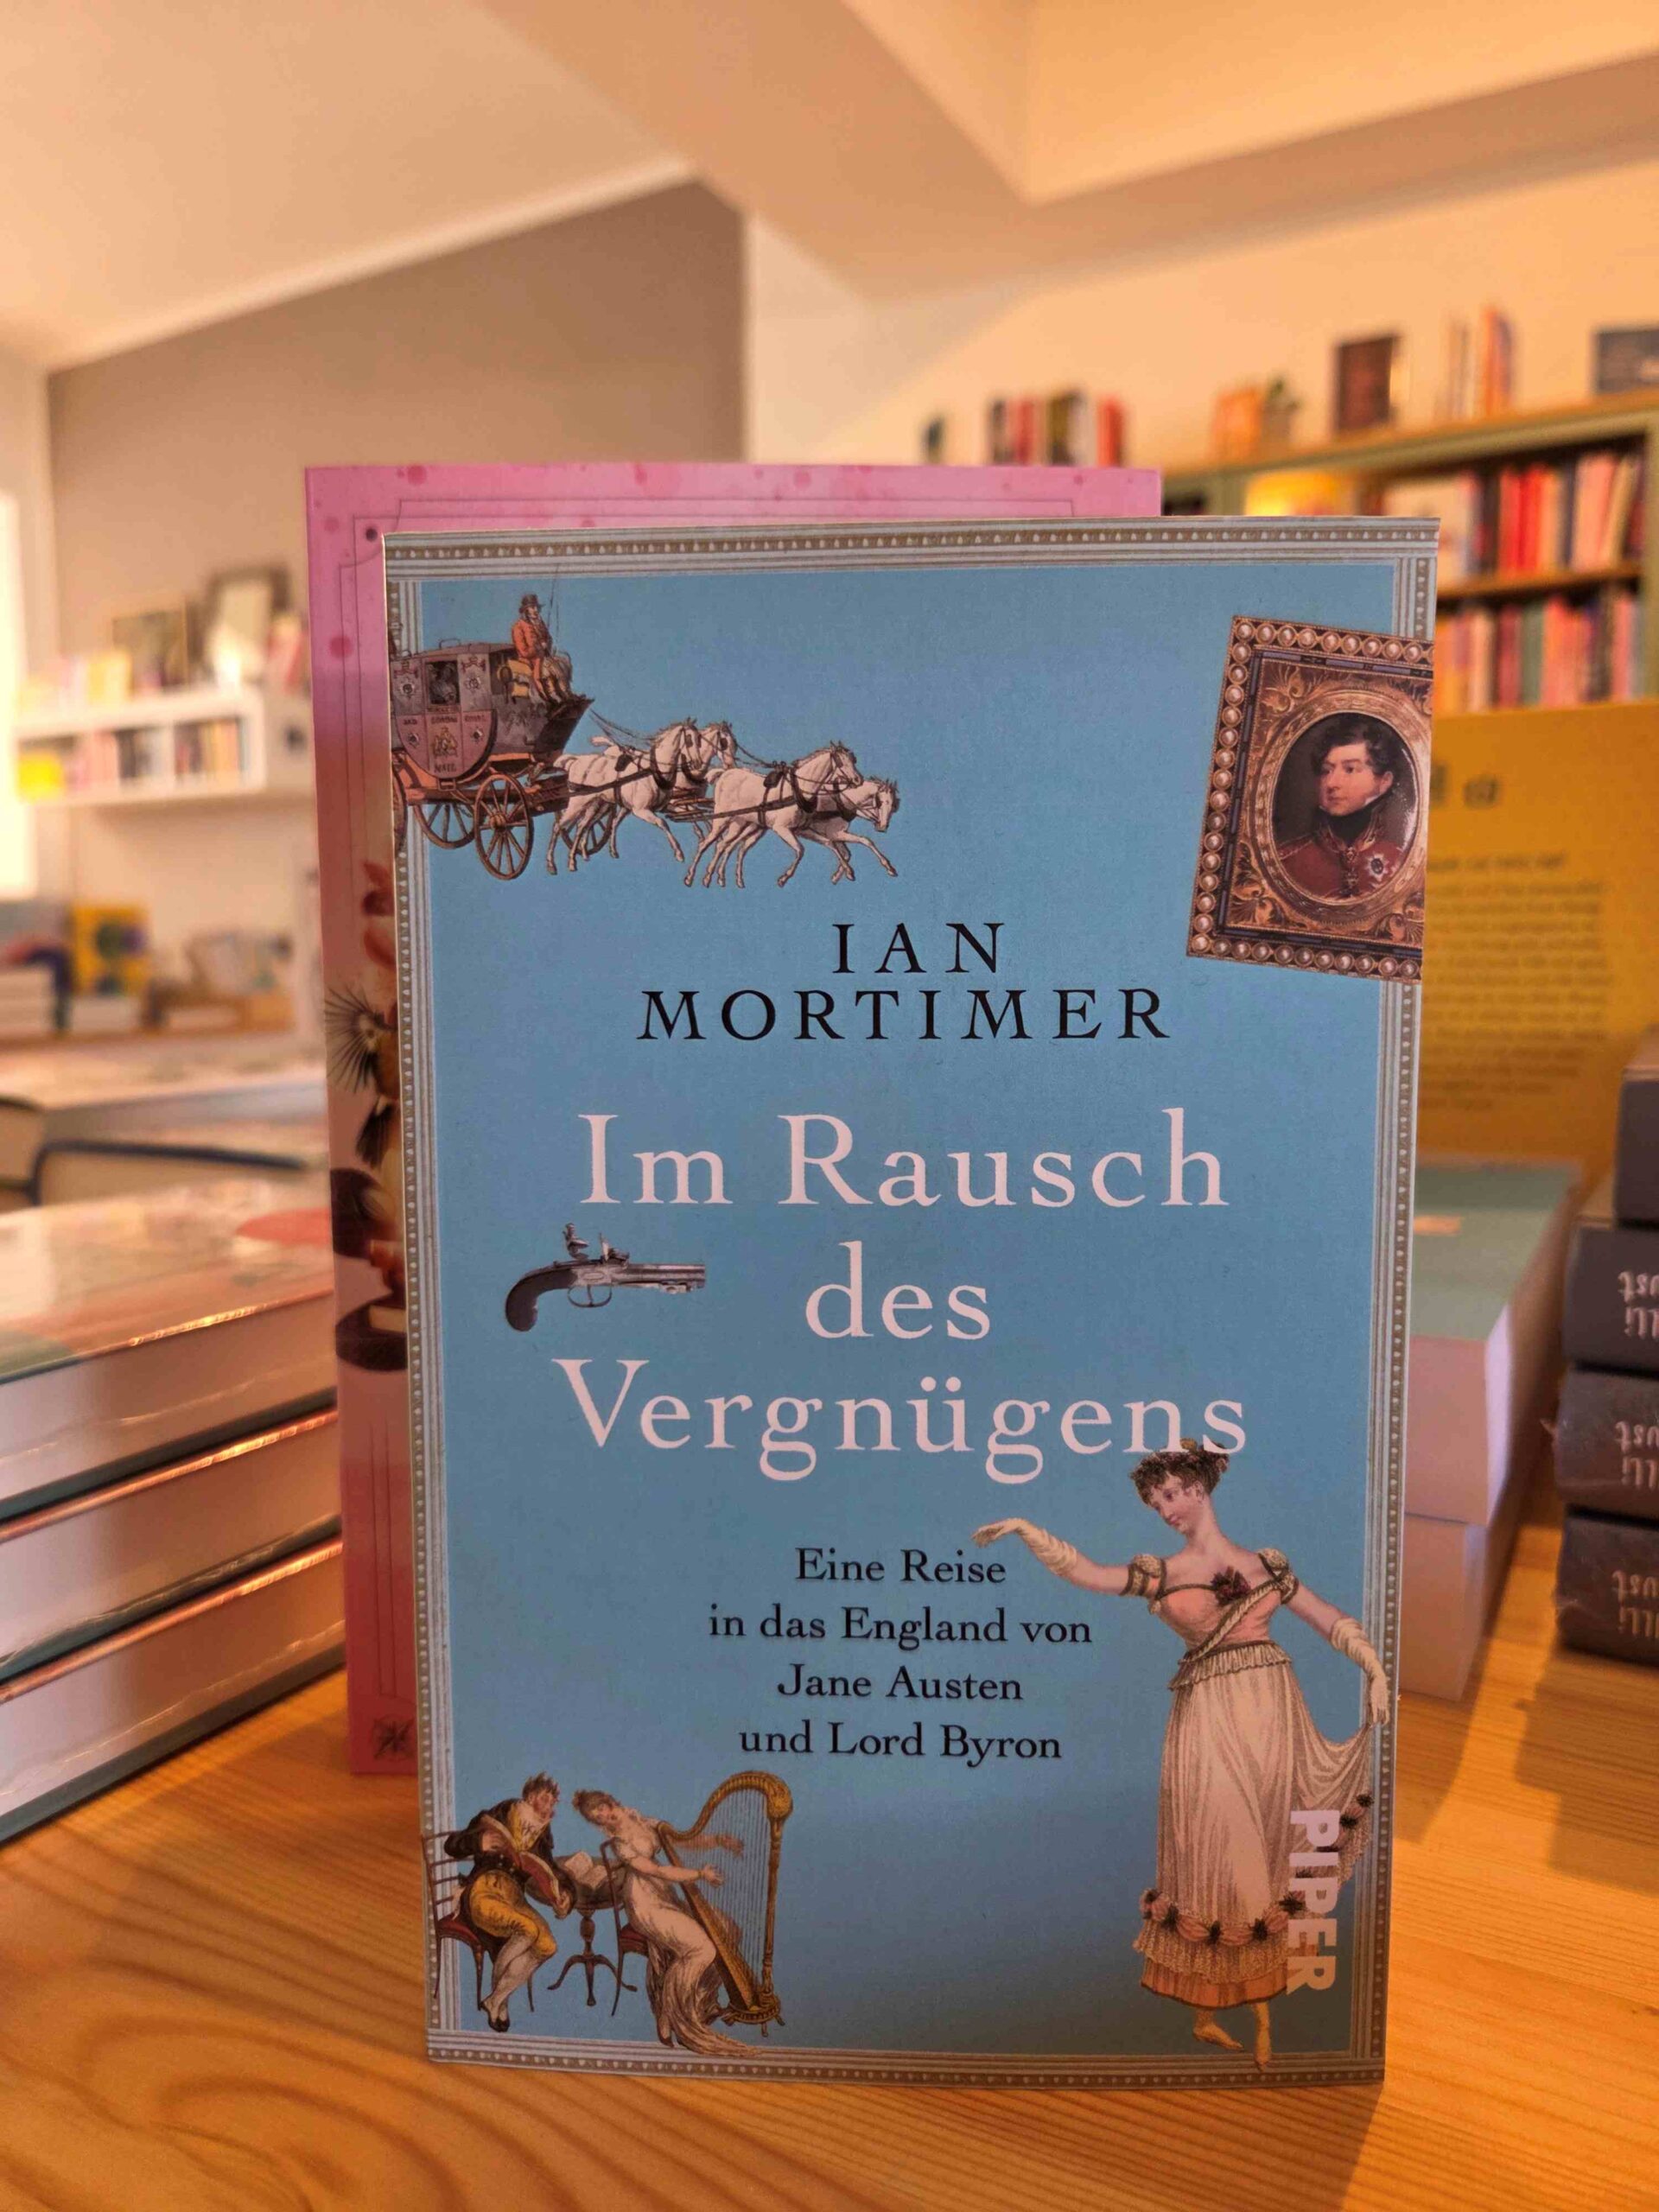 IAN
MORTIMER
Im Rausch
des
Vergnügens
Eine Reise
in das England von
Jane Austen
und Lord Byron
PIPER